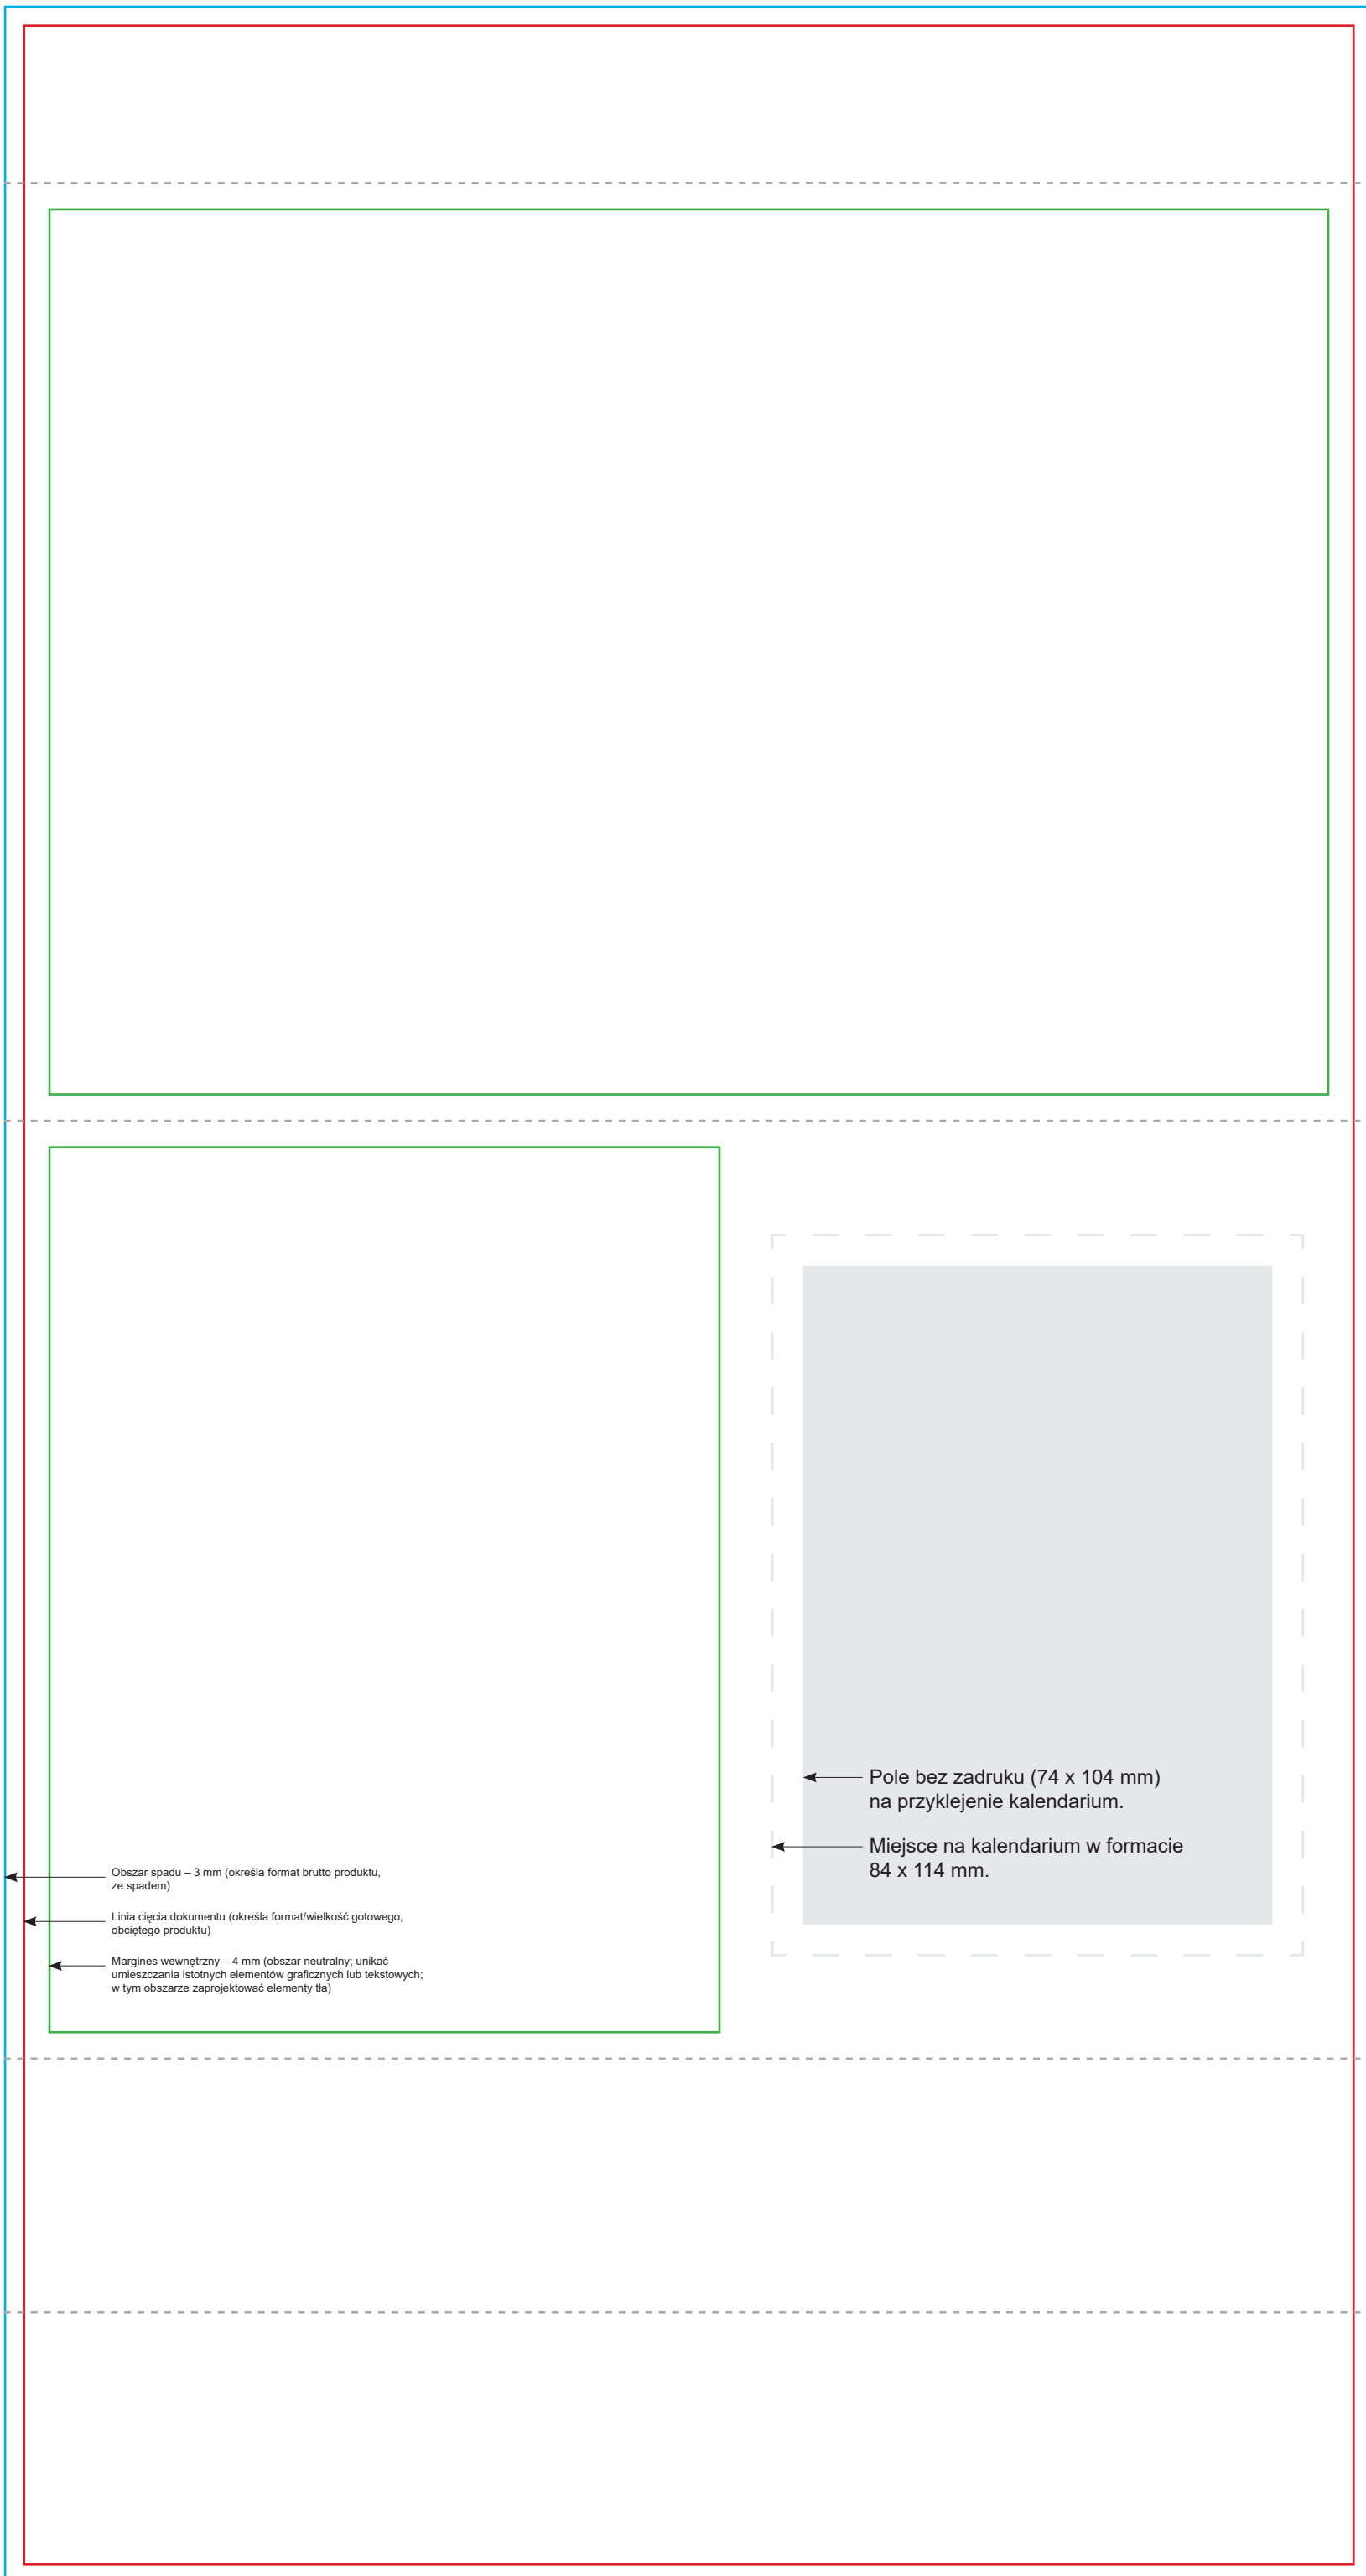 Pole bez zadruku (74 x 104 mm)
na przyklejenie kalendarium.
Miejsce na kalendarium w formacie
84 x 114 mm.
Obszar spadu – 3 mm (określa format brutto produktu,
ze spadem)
Linia cięcia dokumentu (określa format/wielkość gotowego,
obciętego produktu)
Margines wewnętrzny – 4 mm (obszar neutralny; unikać
umieszczania istotnych elementów graficznych lub tekstowych;
w tym obszarze zaprojektować elementy tła)